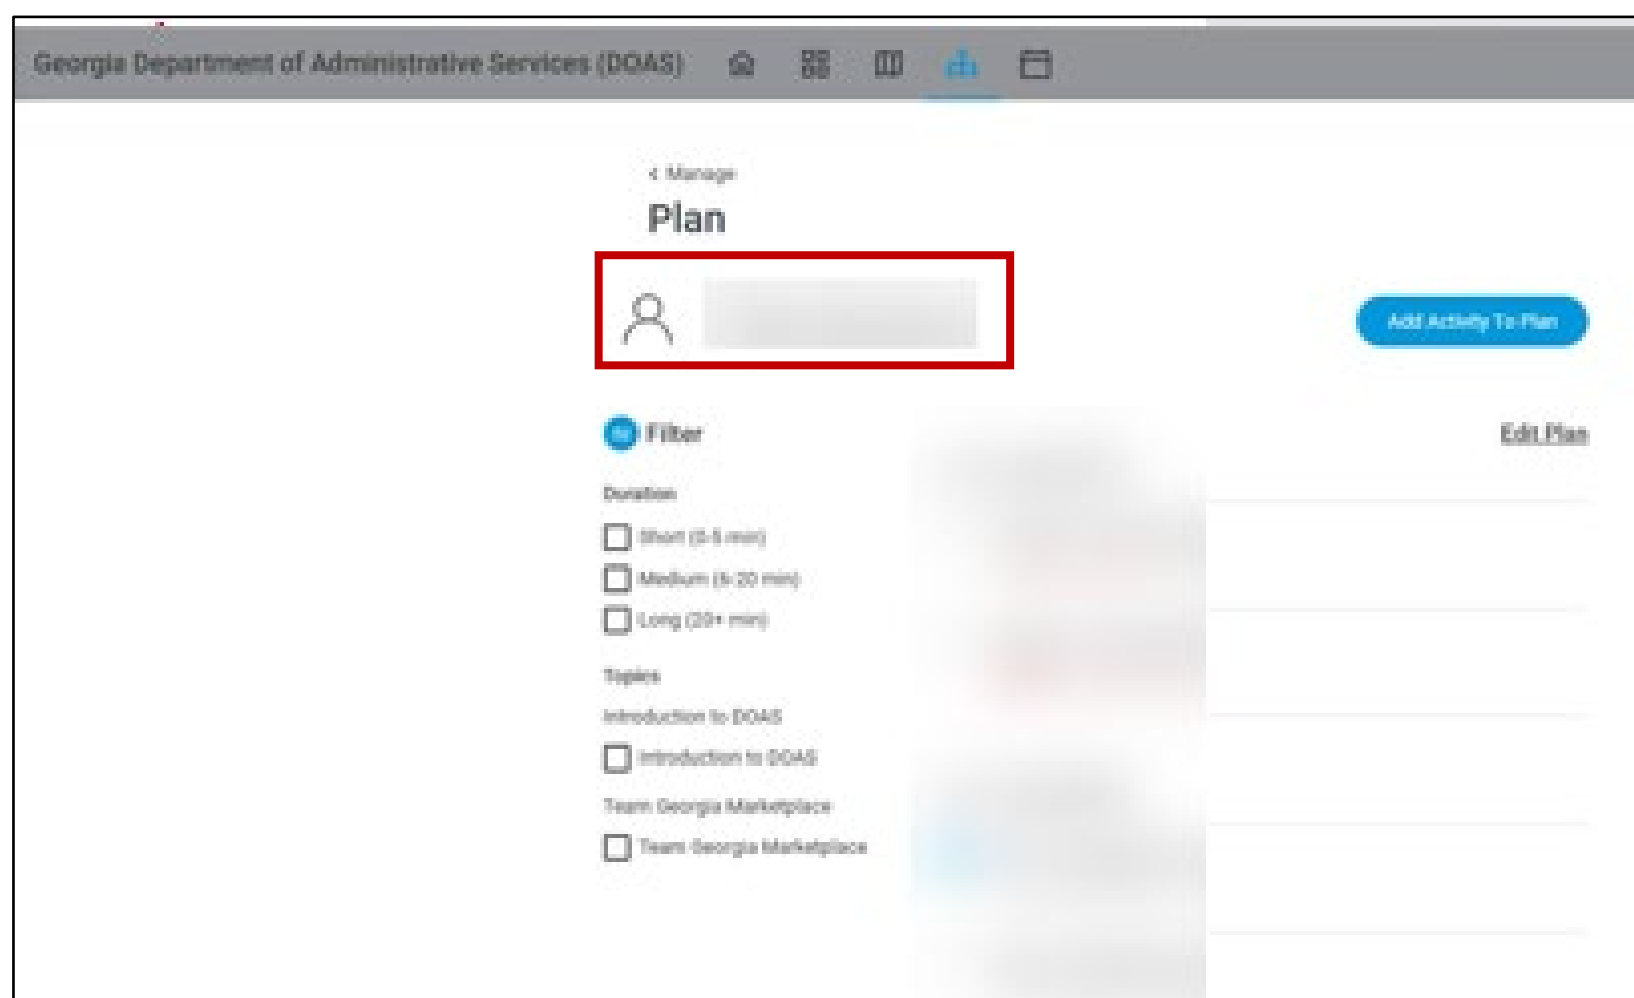 Georgia Department of Administrative Services (DOAS)
< Manage
Plan
Add Activity To Plan
Filter
Edit Plan
Duration
Short (0-5 min)
Medium (6-20 min)
Long (20+ min)
Topics
Introduction to DOAS
Introduction to DOAS
Team Georgia Marketplace
Team Georgia Marketplace